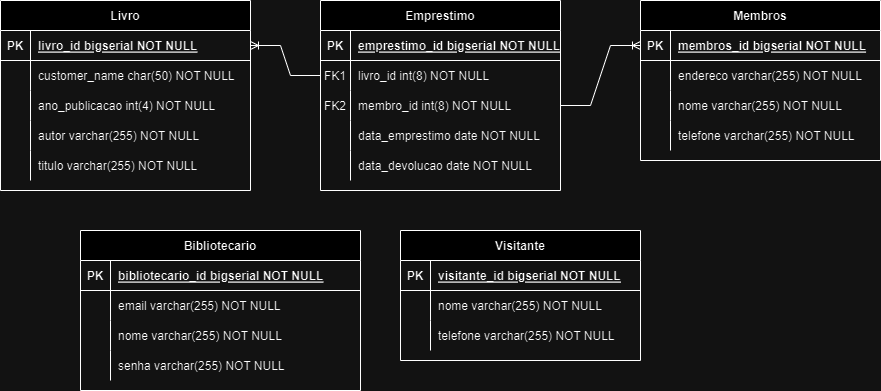 Livro
PK livro_id bigserial NOT NULL
customer_name char(50) NOT NULL
ano_publicacao int(4) NOT NULL
autor varchar(255) NOT NULL
titulo varchar(255) NOT NULL
Emprestimo
PK emprestimo_id bigserial NOT NULL
FK1 livro_id int(8) NOT NULL
FK2 membro_id int(8) NOT NULL
data_emprestimo date NOT NULL
data_devolucao date NOT NULL
Membros
PK membros_id bigserial NOT NULL
endereco varchar(255) NOT NULL
nome varchar(255) NOT NULL
telefone varchar(255) NOT NULL
Bibliotecario
PK bibliotecario_id bigserial NOT NULL
email varchar(255) NOT NULL
nome varchar(255) NOT NULL
senha varchar(255) NOT NULL
Visitante
PK visitante_id bigserial NOT NULL
nome varchar(255) NOT NULL
telefone varchar(255) NOT NULL